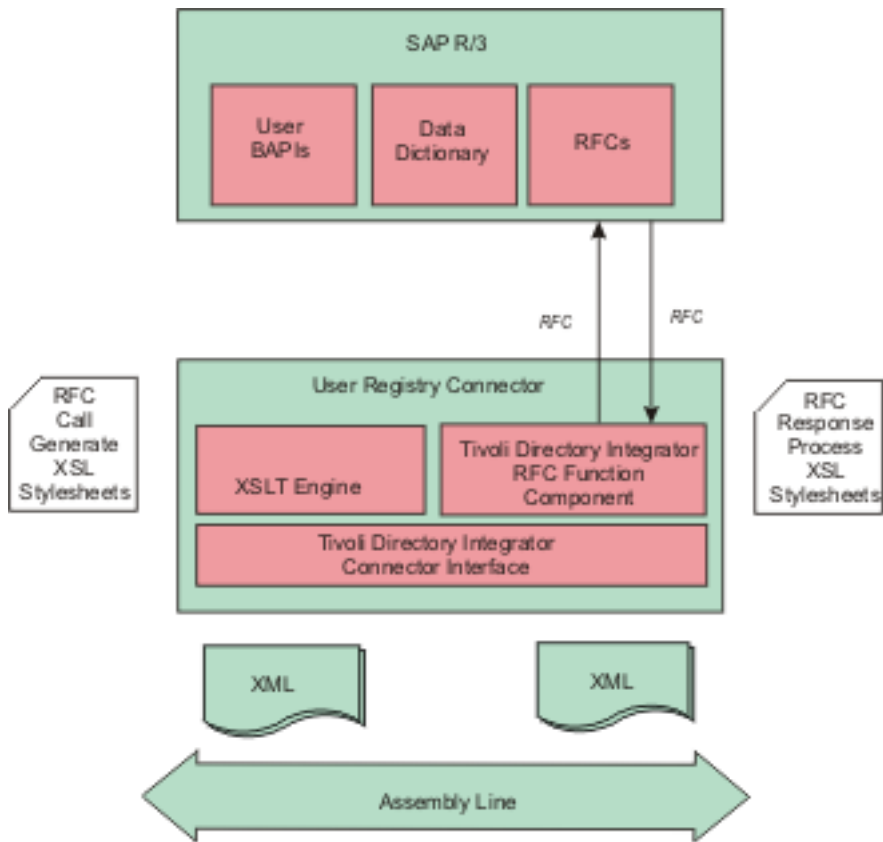 SAP R/3
User
BAPIs
Data
Dictionary
RFCs
RFC
RFC
User Registry Connector
RFC
Call
Generate
XSL
Stylesheets
XSLT Engine
Tivoli Directory Integrator
RFC Function
Component
Tivoli Directory Integrator
Connector Interface
RFC
Response
Process
XSL
Stylesheets
XML
XML
Assembly Line